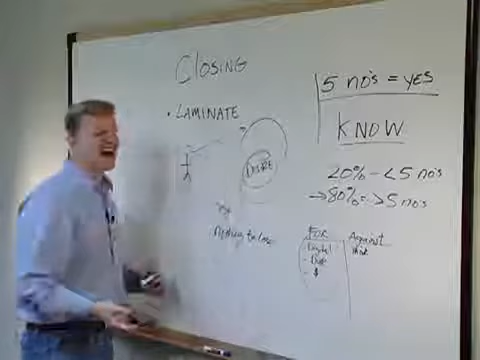 Closing
• LAMINATE
5 no's = yes
KNOW
20% - < 5 no's
→ 80% = > 5 no's
DESIRE
Nothing to lose
FOR
Against
- $